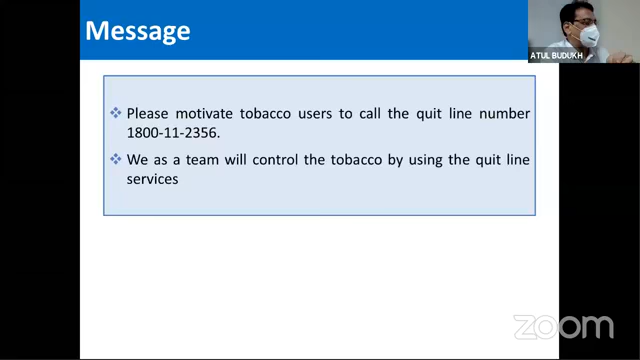 Message
ATUL BUDUKH
❖ Please motivate tobacco users to call the quit line number
1800-11-2356.
❖ We as a team will control the tobacco by using the quit line
services
zoom